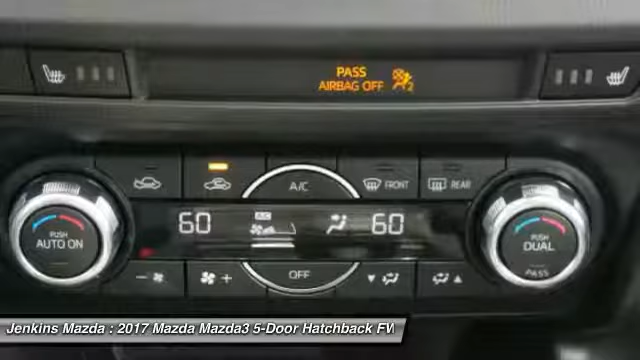 PASS
AIRBAG OFF 2
A/C
FRONT
REAR
PUSH
AUTO ON
60
A/C
60
PUSH
DUAL
PASS
- +
OFF
Jenkins Mazda : 2017 Mazda Mazda3 5-Door Hatchback FW